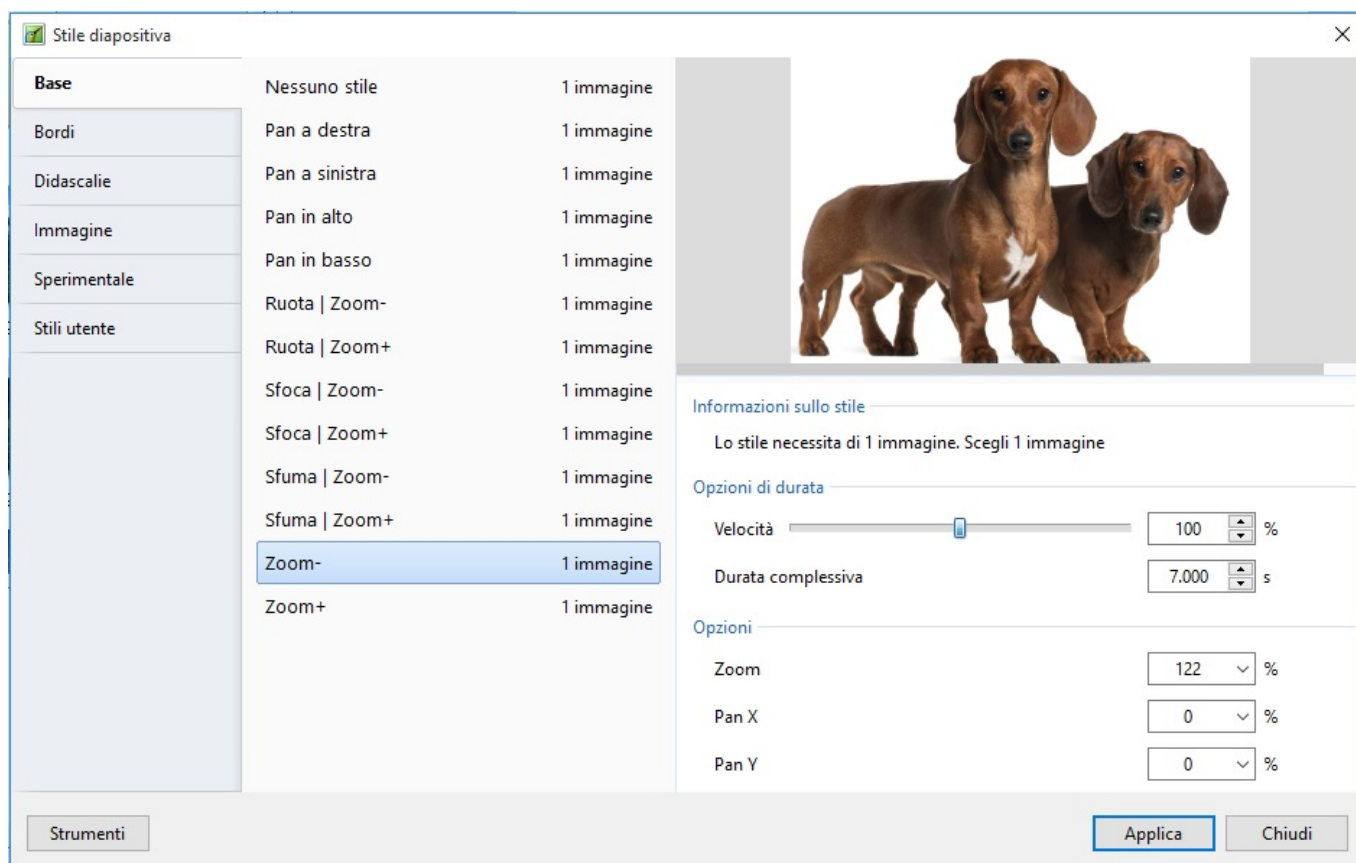 Stile diapositiva
Base
Bordi
Didascalie
Immagine
Sperimentale
Stili utente
Nessuno stile 1 immagine
Pan a destra 1 immagine
Pan a sinistra 1 immagine
Pan in alto 1 immagine
Pan in basso 1 immagine
Ruota | Zoom- 1 immagine
Ruota | Zoom+ 1 immagine
Sfoca | Zoom- 1 immagine
Sfoca | Zoom+ 1 immagine
Sfuma | Zoom- 1 immagine
Sfuma | Zoom+ 1 immagine
Zoom- 1 immagine
Zoom+ 1 immagine
Informazioni sullo stile
Lo stile necessita di 1 immagine. Scegli 1 immagine
Opzioni di durata
Velocità 100 %
Durata complessiva 7.000 s
Opzioni
Zoom 122 %
Pan X 0 %
Pan Y 0 %
Strumenti
Applica
Chiudi